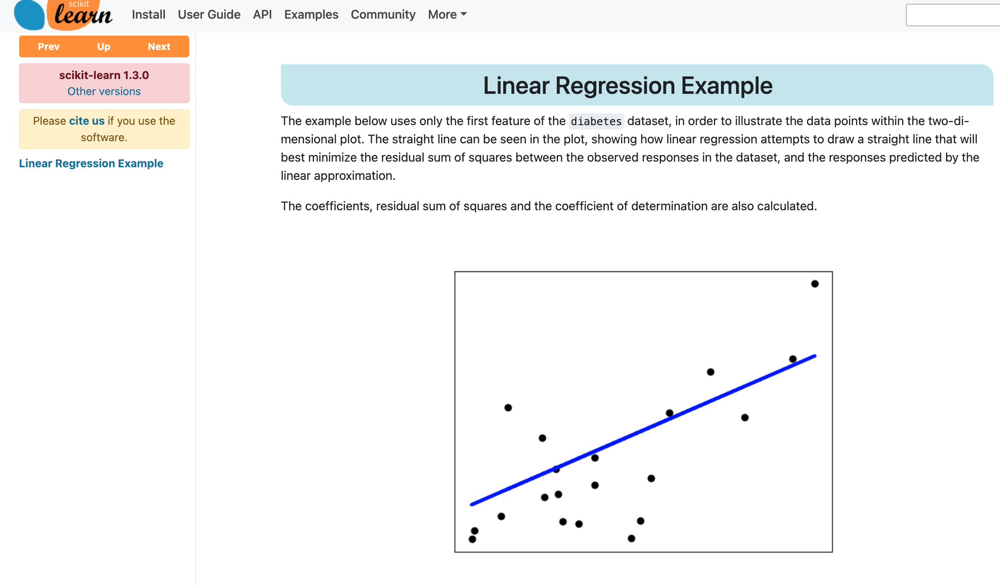 scikit
learn
Install User Guide API Examples Community More
Prev Up Next
scikit-learn 1.3.0
Other versions
Please cite us if you use the
software.
Linear Regression Example
Linear Regression Example
The example below uses only the first feature of the diabetes dataset, in order to illustrate the data points within the two-di-
mensional plot. The straight line can be seen in the plot, showing how linear regression attempts to draw a straight line that will
best minimize the residual sum of squares between the observed responses in the dataset, and the responses predicted by the
linear approximation.
The coefficients, residual sum of squares and the coefficient of determination are also calculated.